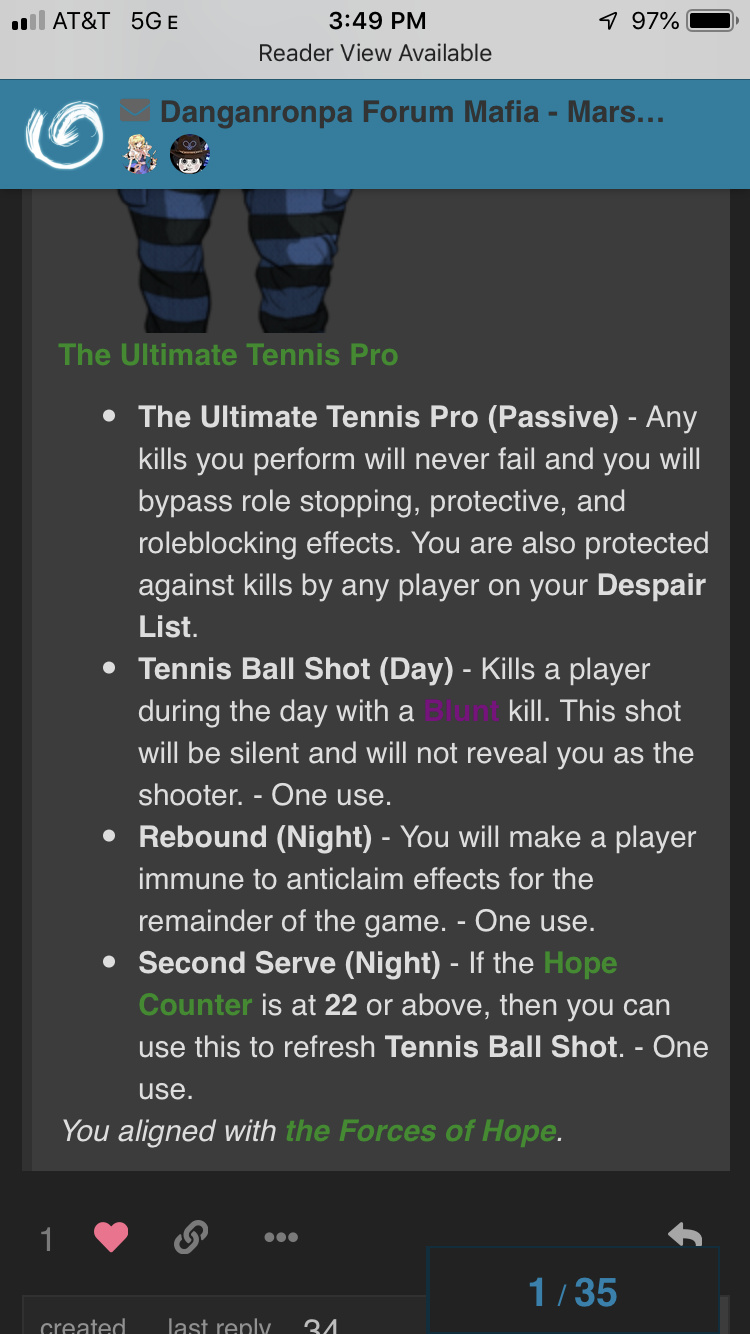 AT&T 5G E 3:49 PM 97%
Reader View Available
Danganronpa Forum Mafia - Mars...
The Ultimate Tennis Pro
• The Ultimate Tennis Pro (Passive) - Any
kills you perform will never fail and you will
bypass role stopping, protective, and
roleblocking effects. You are also protected
against kills by any player on your Despair
List.
• Tennis Ball Shot (Day) - Kills a player
during the day with a Blunt kill. This shot
will be silent and will not reveal you as the
shooter. - One use.
• Rebound (Night) - You will make a player
immune to anticlaim effects for the
remainder of the game. - One use.
• Second Serve (Night) - If the Hope
Counter is at 22 or above, then you can
use this to refresh Tennis Ball Shot. - One
use.
You aligned with the Forces of Hope.
1
1 / 35
created last reply 34